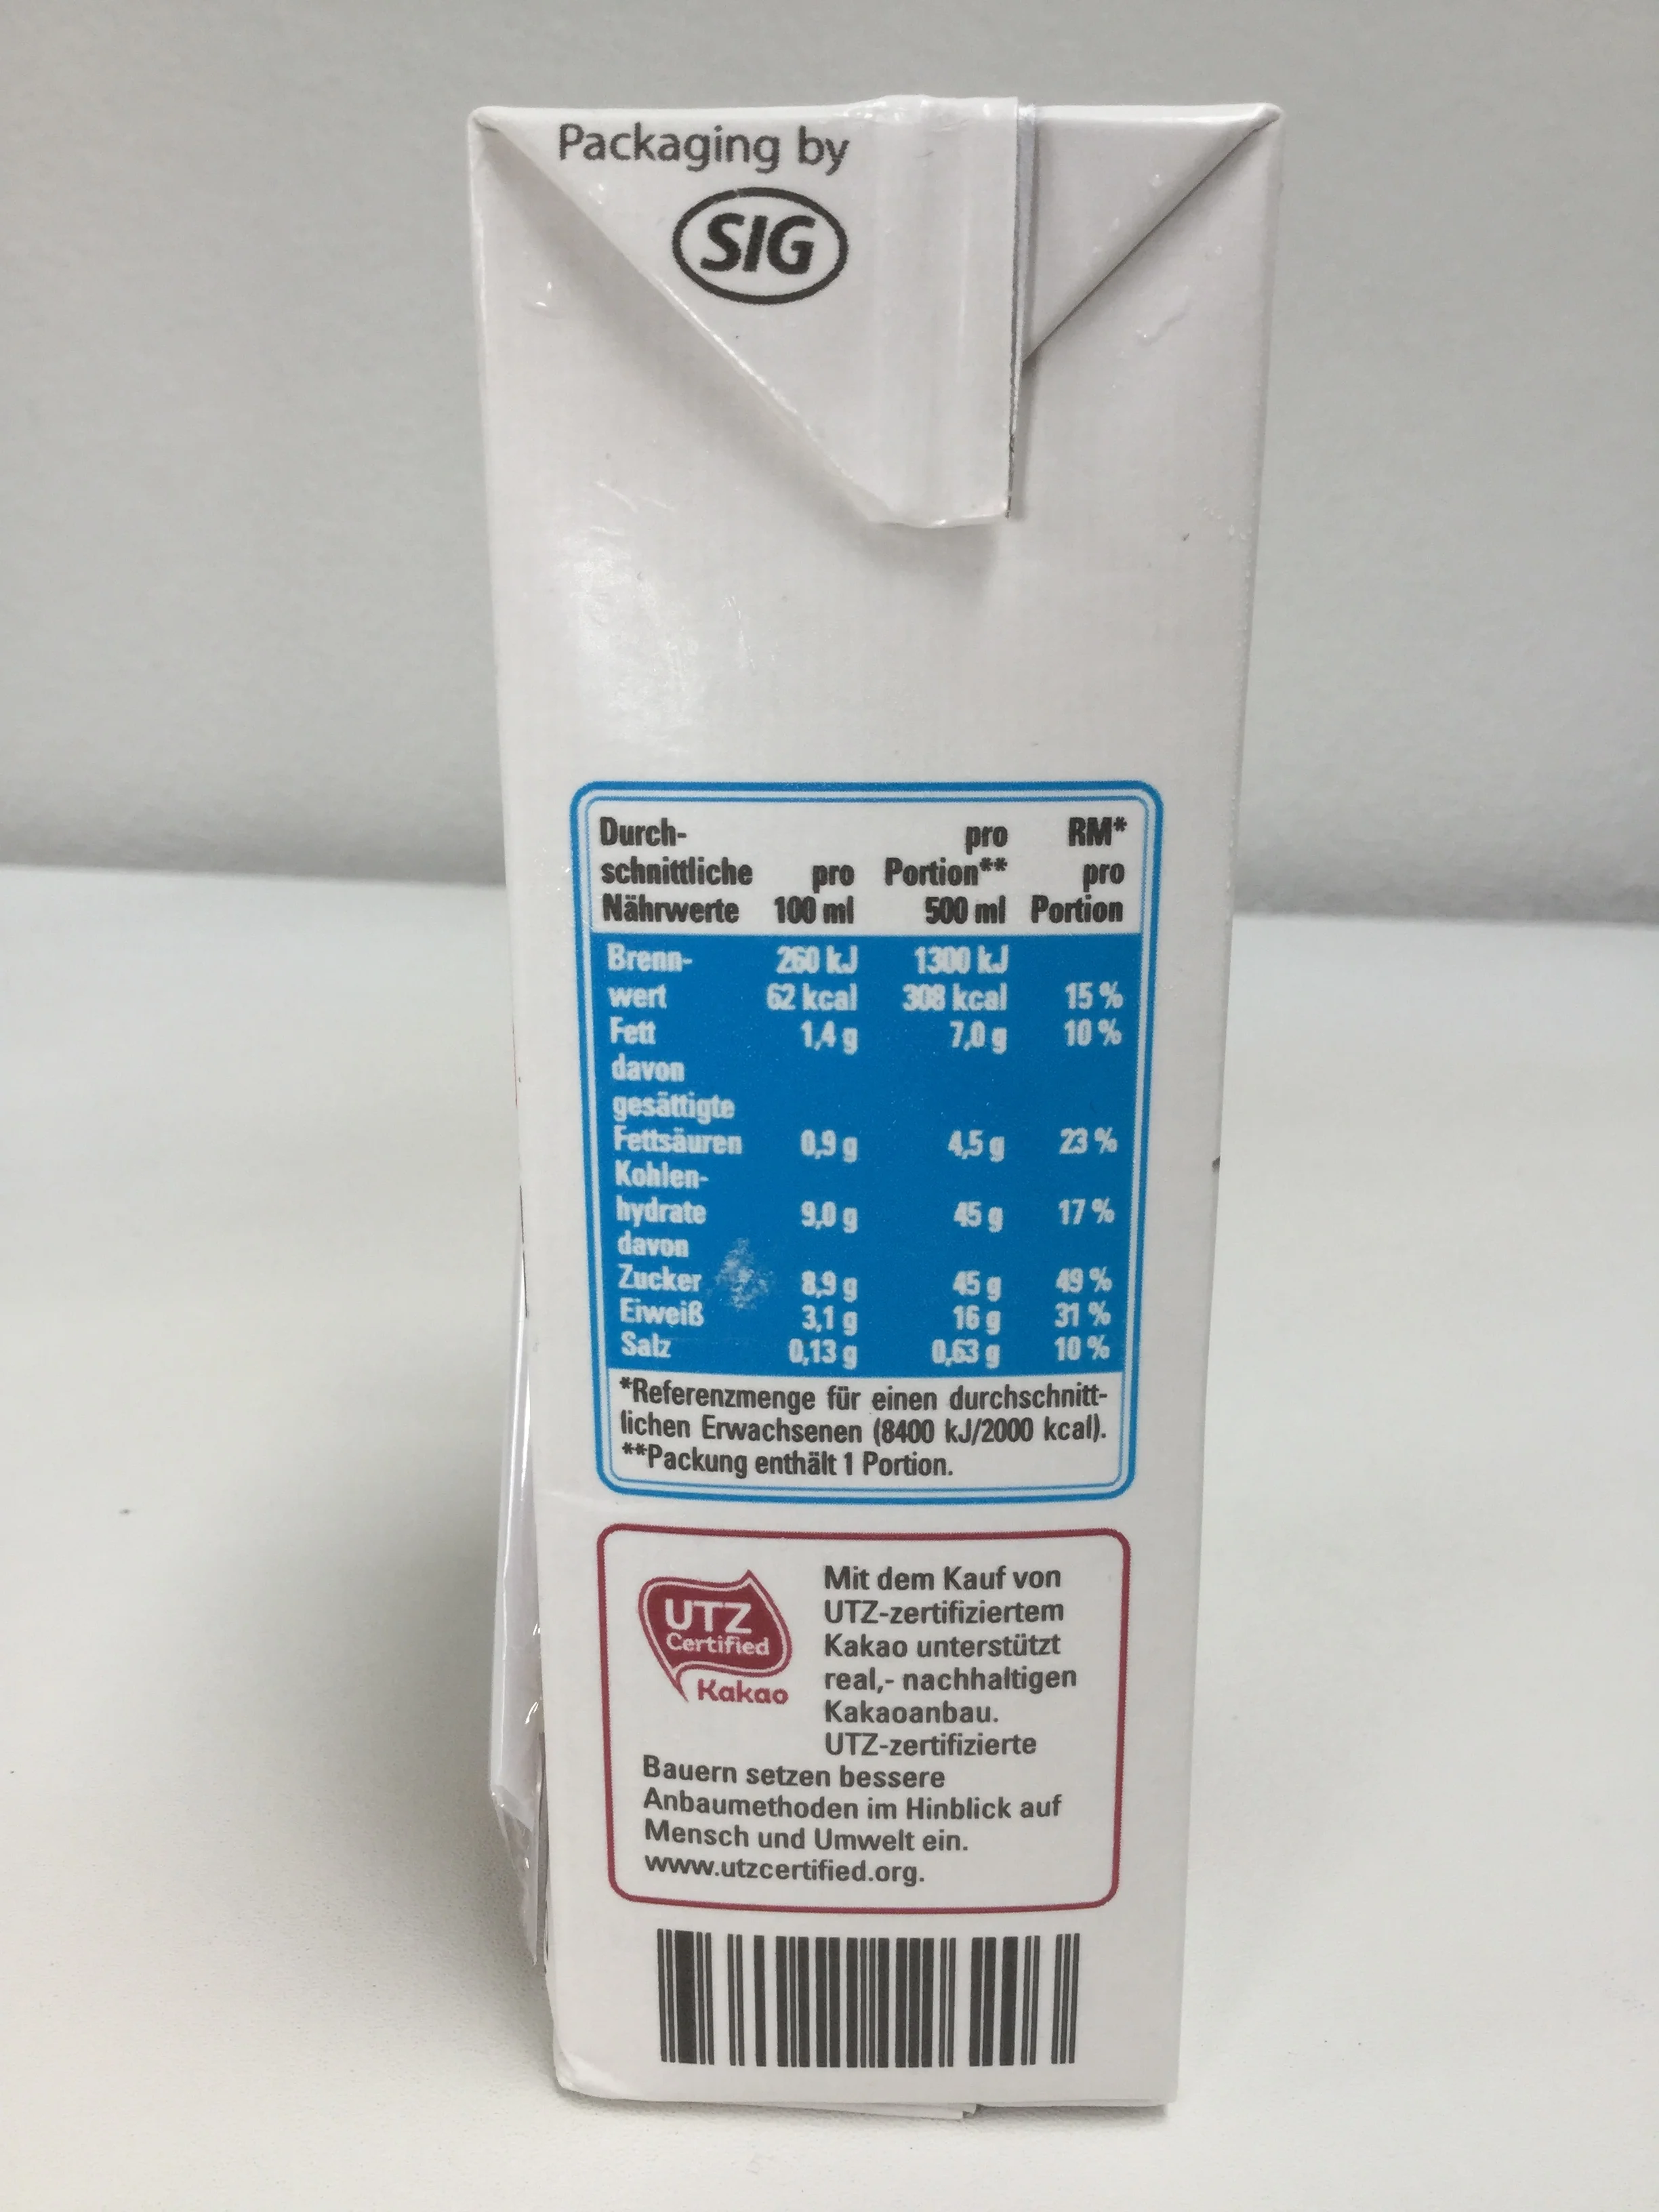 Packaging by
SIG
Durch- pro RM*
schnittliche pro Portion** pro
Nährwerte 100 ml 500 ml Portion
Brenn- 260 kJ 1300 kJ
wert 62 kcal 308 kcal 15 %
Fett 1,4 g 7,0 g 10 %
davon
gesättigte
Fettsäuren 0,9 g 4,5 g 23 %
Kohlen-
hydrate 9,0 g 45 g 17 %
davon
Zucker 8,9 g 45 g 49 %
Eiweiß 3,1 g 16 g 31 %
Salz 0,13 g 0,63 g 10 %
*Referenzmenge für einen durchschnitt-
lichen Erwachsenen (8400 kJ/2000 kcal).
**Packung enthält 1 Portion.
UTZ
Certified
Kakao
Mit dem Kauf von
UTZ-zertifiziertem
Kakao unterstützt
real,- nachhaltigen
Kakaoanbau.
UTZ-zertifizierte
Bauern setzen bessere
Anbaumethoden im Hinblick auf
Mensch und Umwelt ein.
www.utzcertified.org.